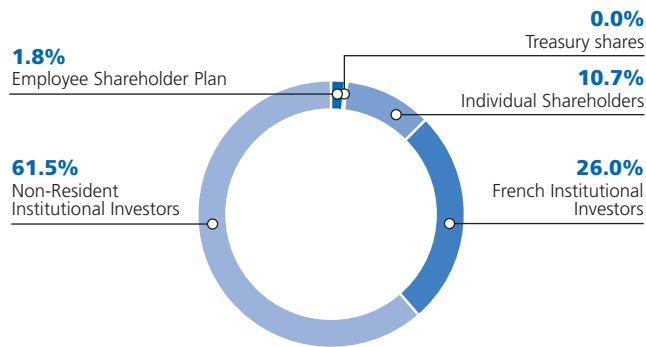 0.0%
Treasury shares
1.8%
Employee Shareholder Plan
10.7%
Individual Shareholders
61.5%
Non-Resident
Institutional Investors
26.0%
French Institutional
Investors